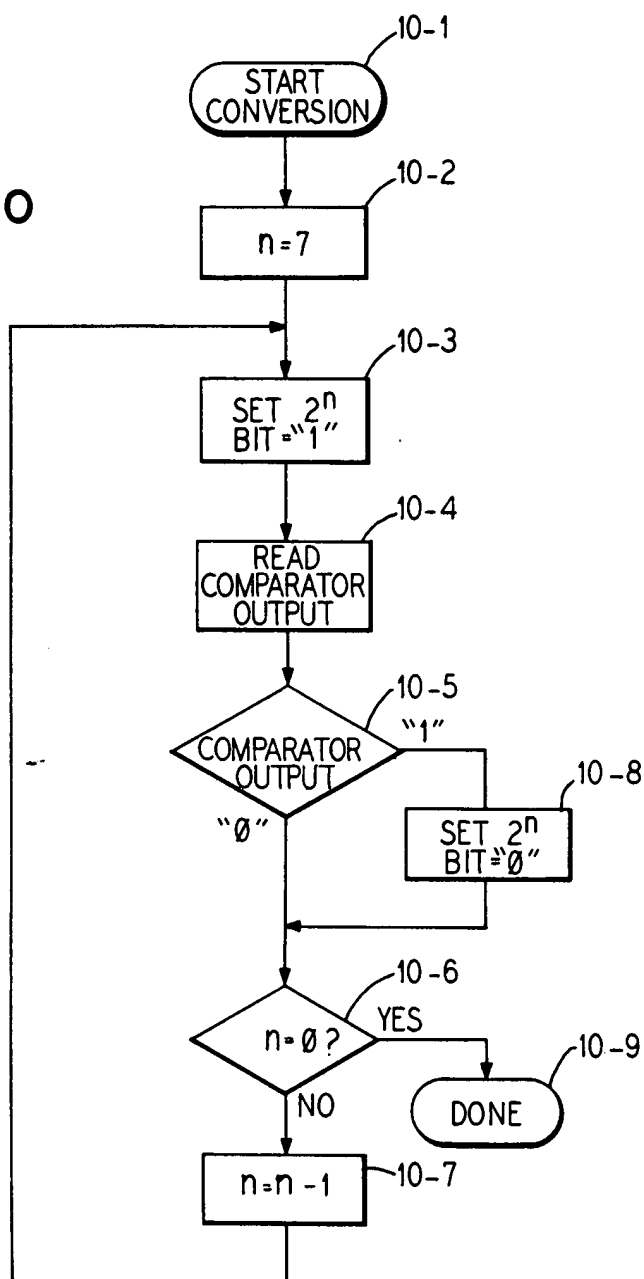 10-1
START
CONVERSION
10-2
O
n=7
10-3
SET 2ⁿ
BIT="1"
10-4
READ
COMPARATOR
OUTPUT
10-5
COMPARATOR
OUTPUT
"1"
"Ø"
10-8
SET 2ⁿ
BIT="Ø"
10-6
n=Ø?
YES
NO
10-9
DONE
10-7
n=n-1